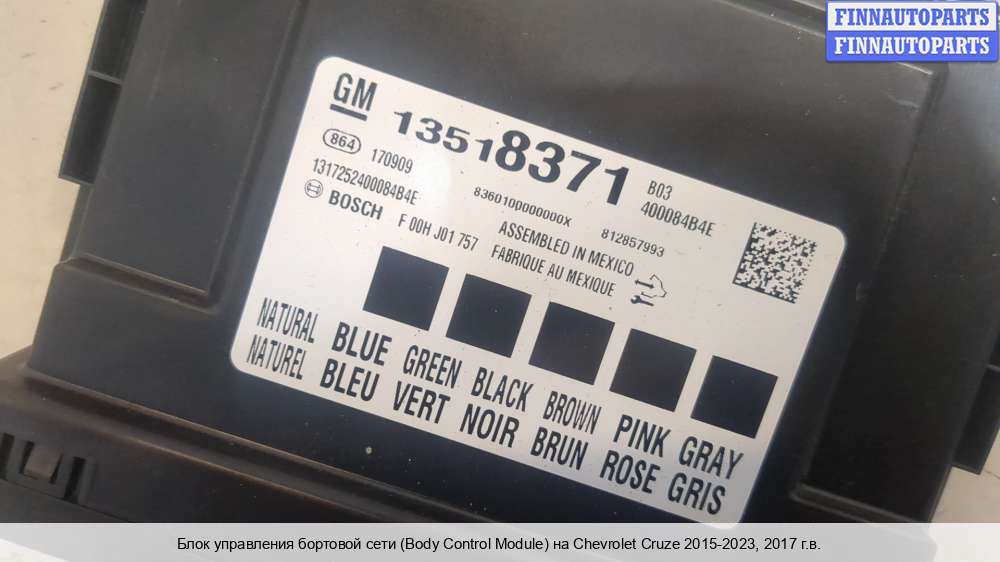 FINNAUTOPARTS
FINNAUTOPARTS
GM 13518371
864 170909 B03
1317252400084B4E 8360100000000X 400084B4E
BOSCH F 00H J01 757 812857993
ASSEMBLED IN MEXICO
FABRIQUE AU MEXIQUE
NATURAL BLUE GREEN BLACK BROWN PINK GRAY
NATUREL BLEU VERT NOIR BRUN ROSE GRIS
Блок управления бортовой сети (Body Control Module) на Chevrolet Cruze 2015-2023, 2017 г.в.